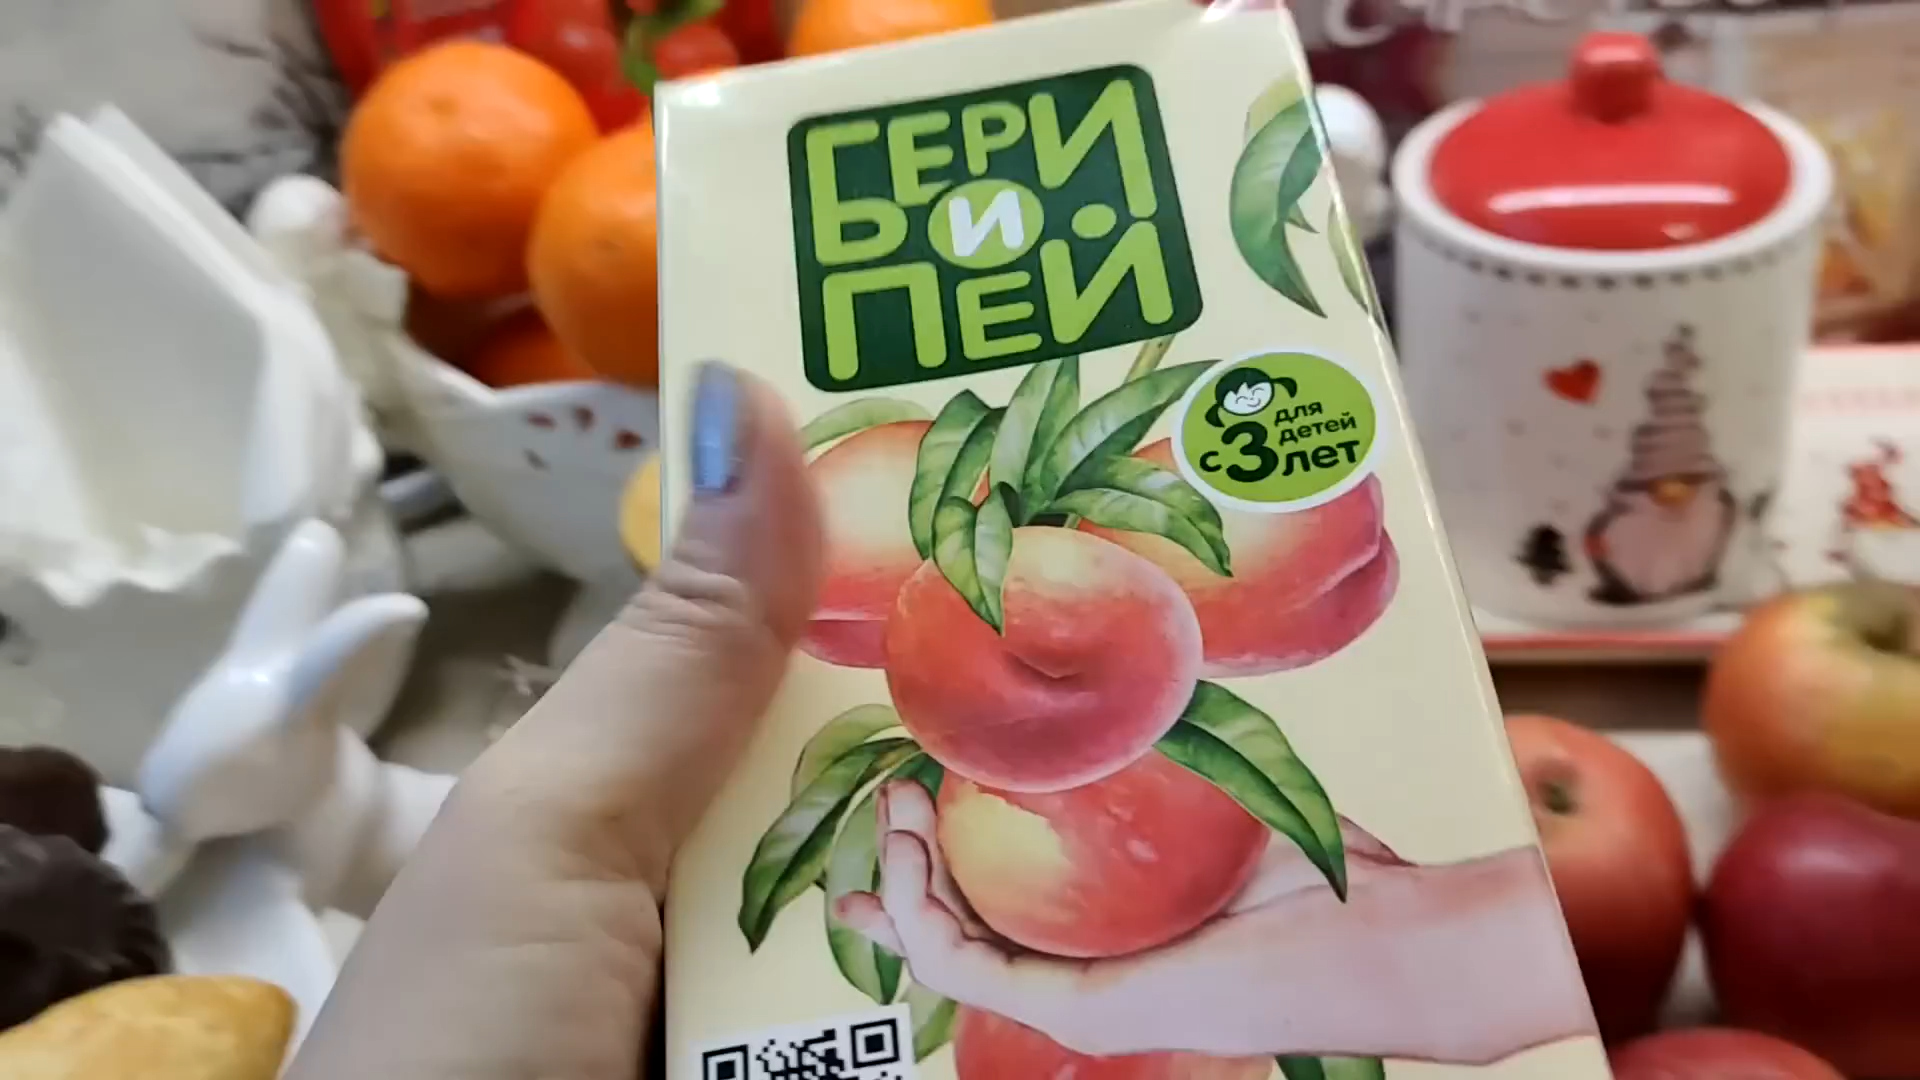 БЕРИ
И
ПЕЙ
для
детей
с 3 лет